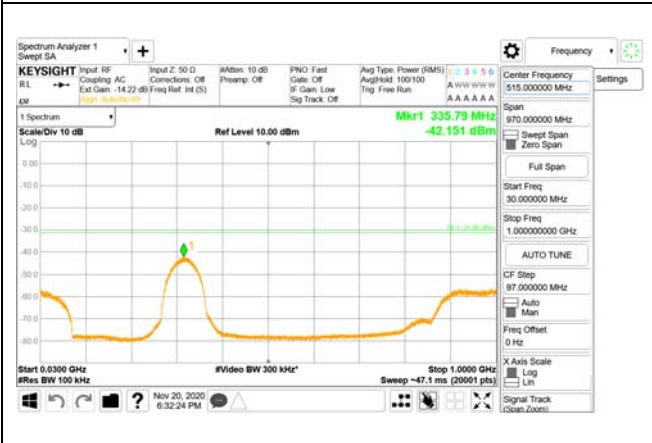 Spectrum Analyzer 1
Swept SA
Frequency
KEYSIGHT
RL
Input: RF
Coupling: AC
Ext Gain: -14.22 dB
Align: Auto/No RF
Input Z: 50 Ω
Corrections: Off
Freq Ref: Int (S)
#Atten: 10 dB
Preamp: Off
PNO: Fast
Gate: Off
IF Gain: Low
Sig Track: Off
Avg Type: Power (RMS)
Avg|Hold: 100/100
Trig: Free Run
1 2 3 4 5 6
A W W W W W
A A A A A A
1 Spectrum
Scale/Div 10 dB
Log
Ref Level 10.00 dBm
Mkr1 335.79 MHz
-42.151 dBm
0.00
-10.0
-20.0
-30.0
-40.0
-50.0
-60.0
-70.0
-80.0
1
Start 0.0300 GHz
#Res BW 100 kHz
#Video BW 300 kHz*
Stop 1.0000 GHz
Sweep ~47.1 ms (20001 pts)
?
Nov 20, 2020
6:32:24 PM
Center Frequency
515.000000 MHz
Settings
Span
970.000000 MHz
Swept Span
Zero Span
Full Span
Start Freq
30.000000 MHz
Stop Freq
1.000000000 GHz
AUTO TUNE
CF Step
97.000000 MHz
Auto
Man
Freq Offset
0 Hz
X Axis Scale
Log
Lin
Signal Track
(Span Zoom)